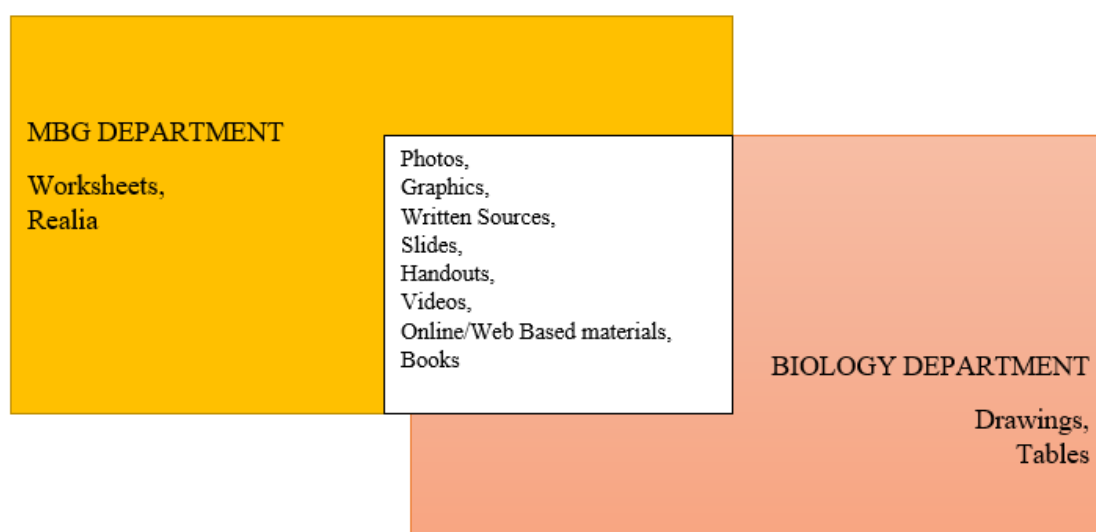 MBG DEPARTMENT
Worksheets,
Realia
Photos,
Graphics,
Written Sources,
Slides,
Handouts,
Videos,
Online/Web Based materials,
Books
BIOLOGY DEPARTMENT
Drawings,
Tables